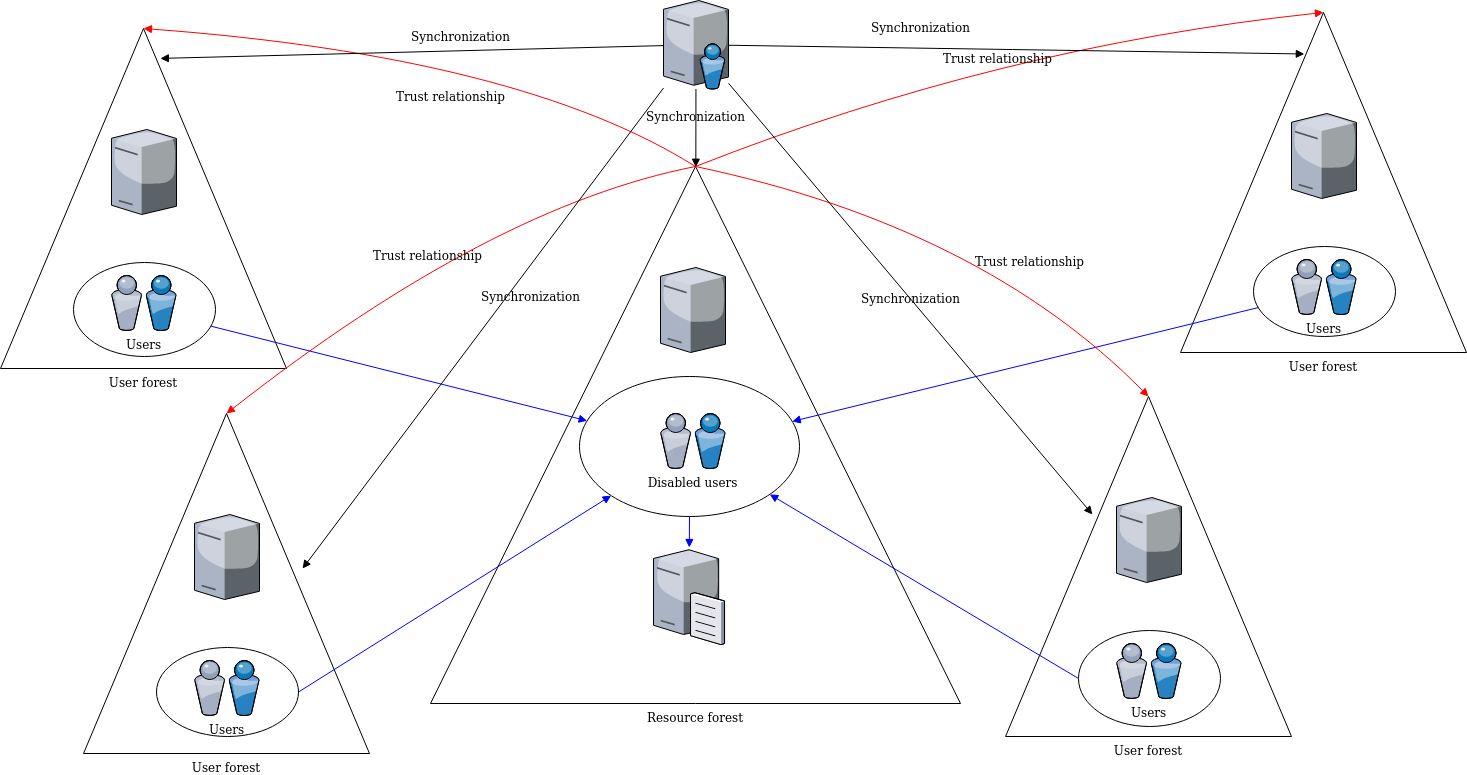 Synchronization
Synchronization
Trust relationship
Trust relationship
Synchronization
Trust relationship
Trust relationship
Synchronization
Synchronization
Users
Users
User forest
User forest
Disabled users
Users
Users
Resource forest
User forest
User forest